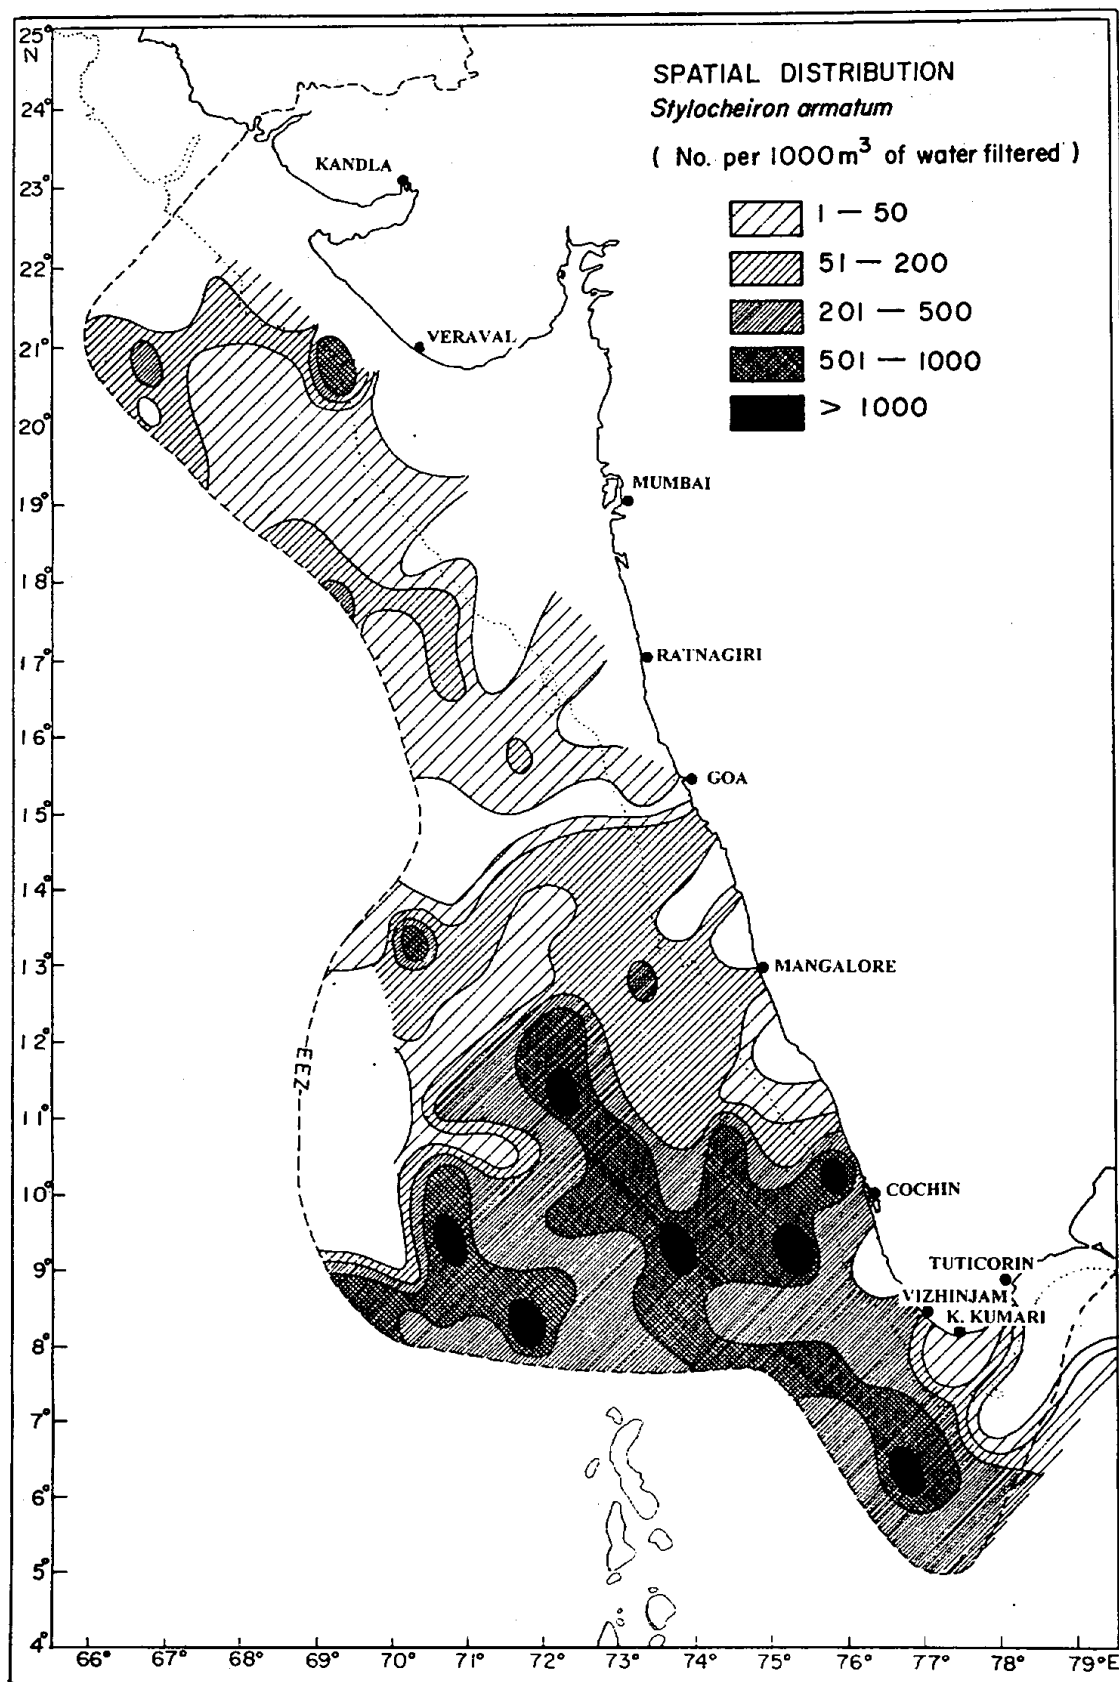 SPATIAL DISTRIBUTION
Stylocheiron armatum
( No. per 1000m³ of water filtered )
1 — 50
51 — 200
201 — 500
501 — 1000
> 1000
25°
N
24°
23°
22°
21°
20°
19°
18°
17°
16°
15°
14°
13°
12°
11°
10°
9°
8°
7°
6°
5°
4°
KANDLA
VERAVAL
MUMBAI
RATNAGIRI
GOA
MANGALORE
EEZ
COCHIN
TUTICORIN
VIZHINJAM
K. KUMARI
66° 67° 68° 69° 70° 71° 72° 73° 74° 75° 76° 77° 78° 79°E